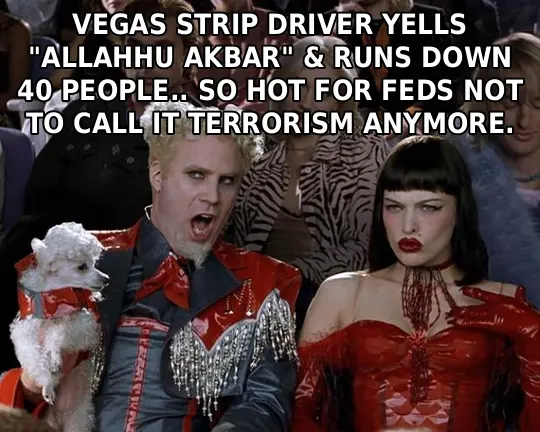 VEGAS STRIP DRIVER YELLS
"ALLAHHU AKBAR" & RUNS DOWN
40 PEOPLE.. SO HOT FOR FEDS NOT
TO CALL IT TERRORISM ANYMORE.